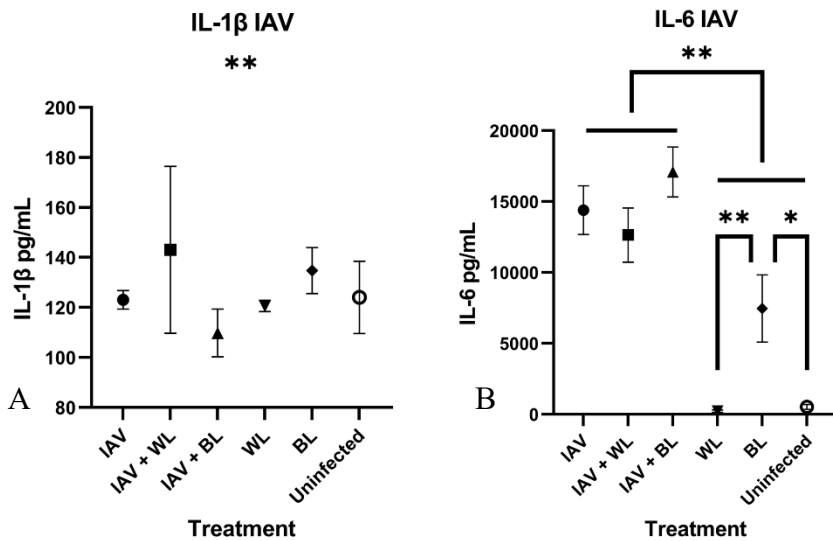 IL-1β IAV
**
200
180
160
140
120
100
80
IL-1β pg/mL
A
IAV
IAV + WL
IAV + BL
WL
BL
Uninfected
Treatment
IL-6 IAV
**
20000
15000
10000
5000
0
IL-6 pg/mL
**
*
B
IAV
IAV + WL
IAV + BL
WL
BL
Uninfected
Treatment